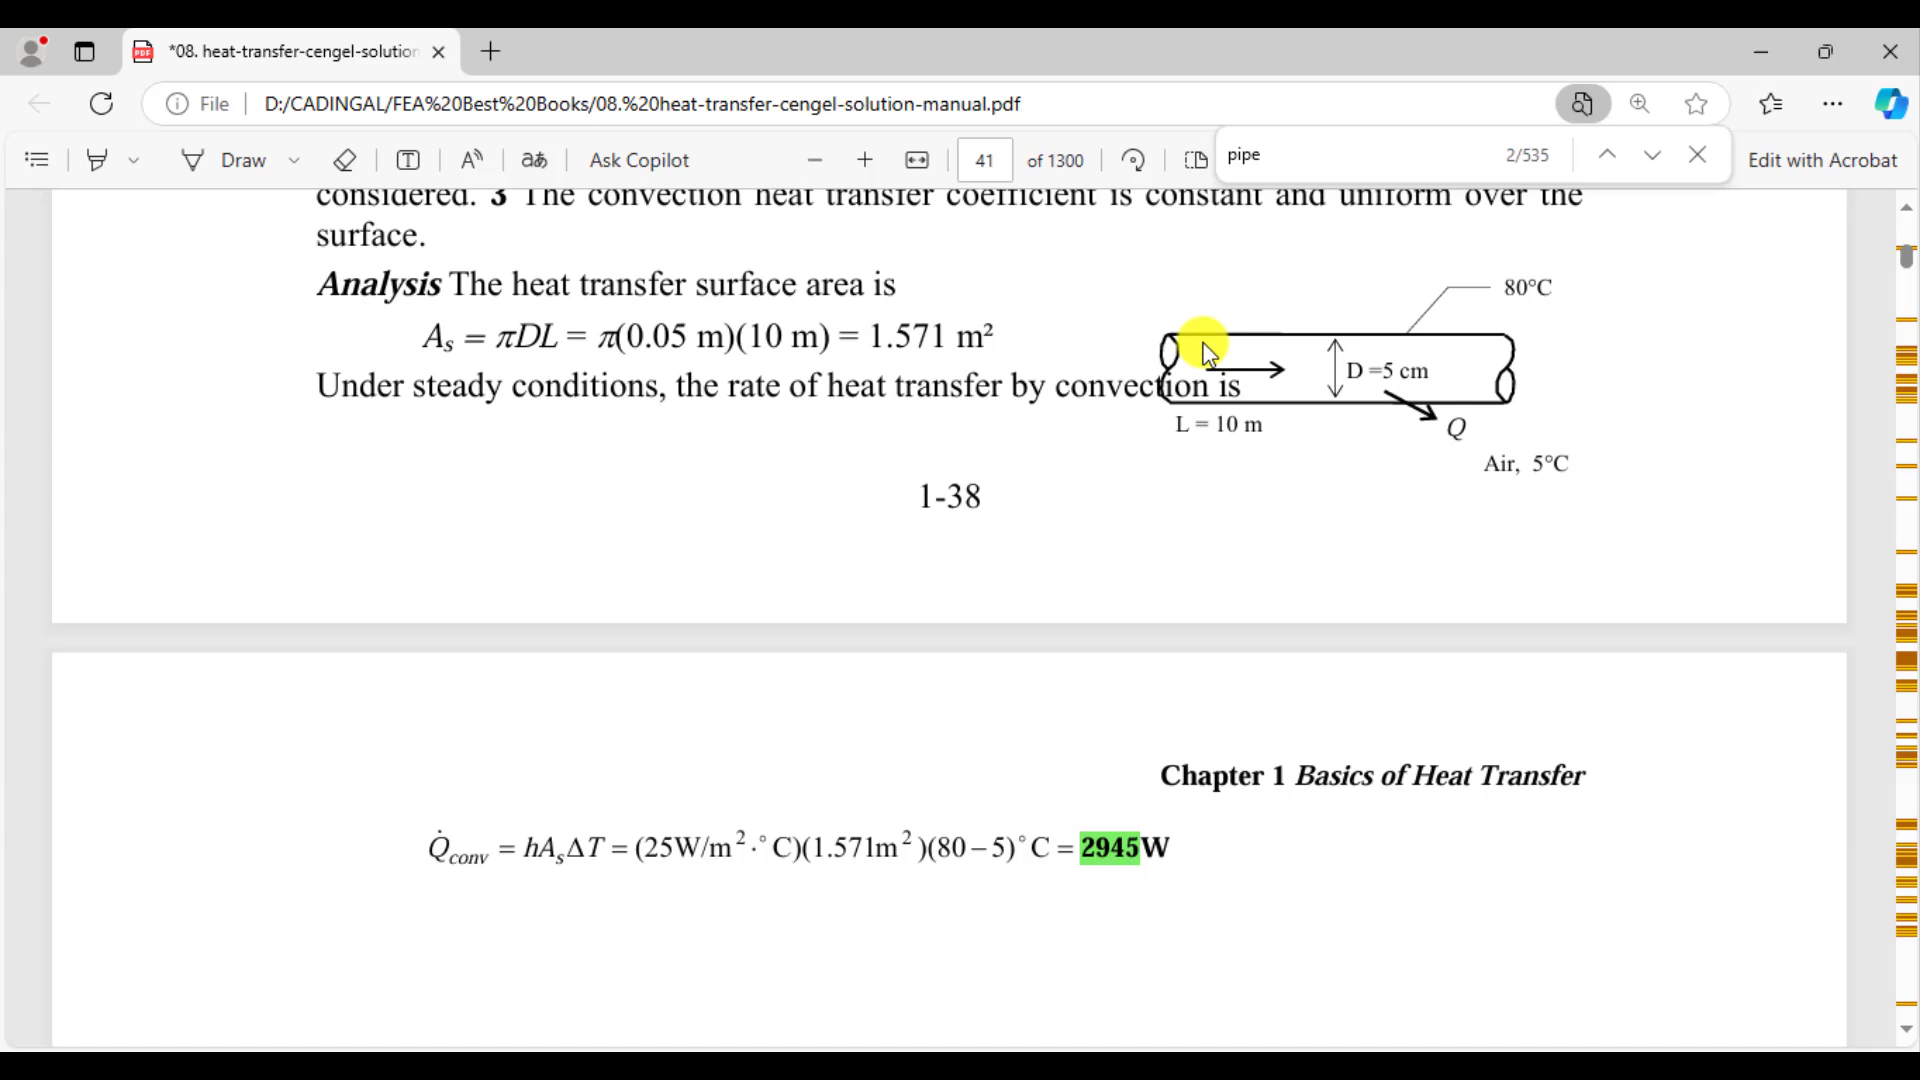 *08. heat-transfer-cengel-solution
File
D:/CADINGAL/FEA%20Best%20Books/08.%20heat-transfer-cengel-solution-manual.pdf
Draw
Ask Copilot
41 of 1300
pipe
2/535
Edit with Acrobat
considered. 3 The convection heat transfer coefficient is constant and uniform over the
surface.
Analysis The heat transfer surface area is
As = πDL = π(0.05 m)(10 m) = 1.571 m²
Under steady conditions, the rate of heat transfer by convection is
80°C
D =5 cm
L = 10 m
Q
Air, 5°C
1-38
Chapter 1 Basics of Heat Transfer
Q̇conv = hAsΔT = (25W/m²·°C)(1.571m²)(80−5)°C = 2945W